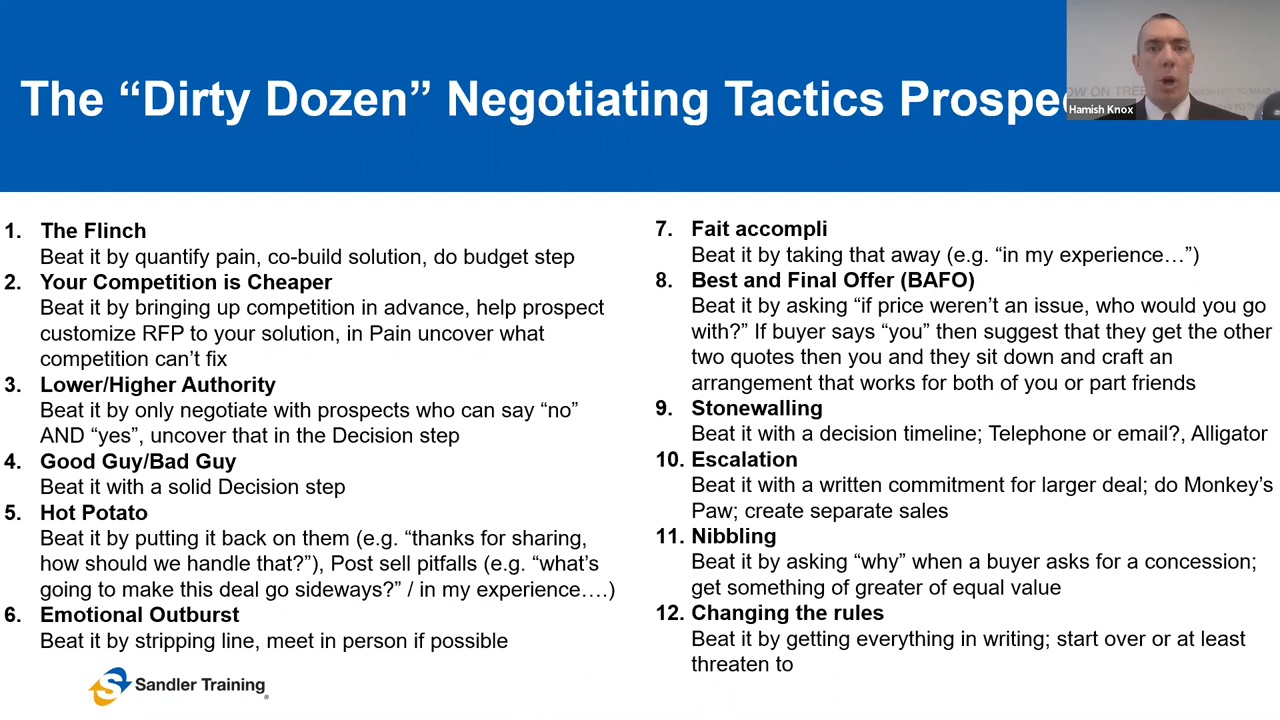 The “Dirty Dozen” Negotiating Tactics Prospe
Hamish Knox
1. The Flinch
Beat it by quantify pain, co-build solution, do budget step
2. Your Competition is Cheaper
Beat it by bringing up competition in advance, help prospect
customize RFP to your solution, in Pain uncover what
competition can’t fix
3. Lower/Higher Authority
Beat it by only negotiate with prospects who can say “no”
AND “yes”, uncover that in the Decision step
4. Good Guy/Bad Guy
Beat it with a solid Decision step
5. Hot Potato
Beat it by putting it back on them (e.g. “thanks for sharing,
how should we handle that?”), Post sell pitfalls (e.g. “what’s
going to make this deal go sideways?” / in my experience….)
6. Emotional Outburst
Beat it by stripping line, meet in person if possible
7. Fait accompli
Beat it by taking that away (e.g. “in my experience…”)
8. Best and Final Offer (BAFO)
Beat it by asking “if price weren’t an issue, who would you go
with?” If buyer says “you” then suggest that they get the other
two quotes then you and they sit down and craft an
arrangement that works for both of you or part friends
9. Stonewalling
Beat it with a decision timeline; Telephone or email?, Alligator
10. Escalation
Beat it with a written commitment for larger deal; do Monkey’s
Paw; create separate sales
11. Nibbling
Beat it by asking “why” when a buyer asks for a concession;
get something of greater of equal value
12. Changing the rules
Beat it by getting everything in writing; start over or at least
threaten to
Sandler Training